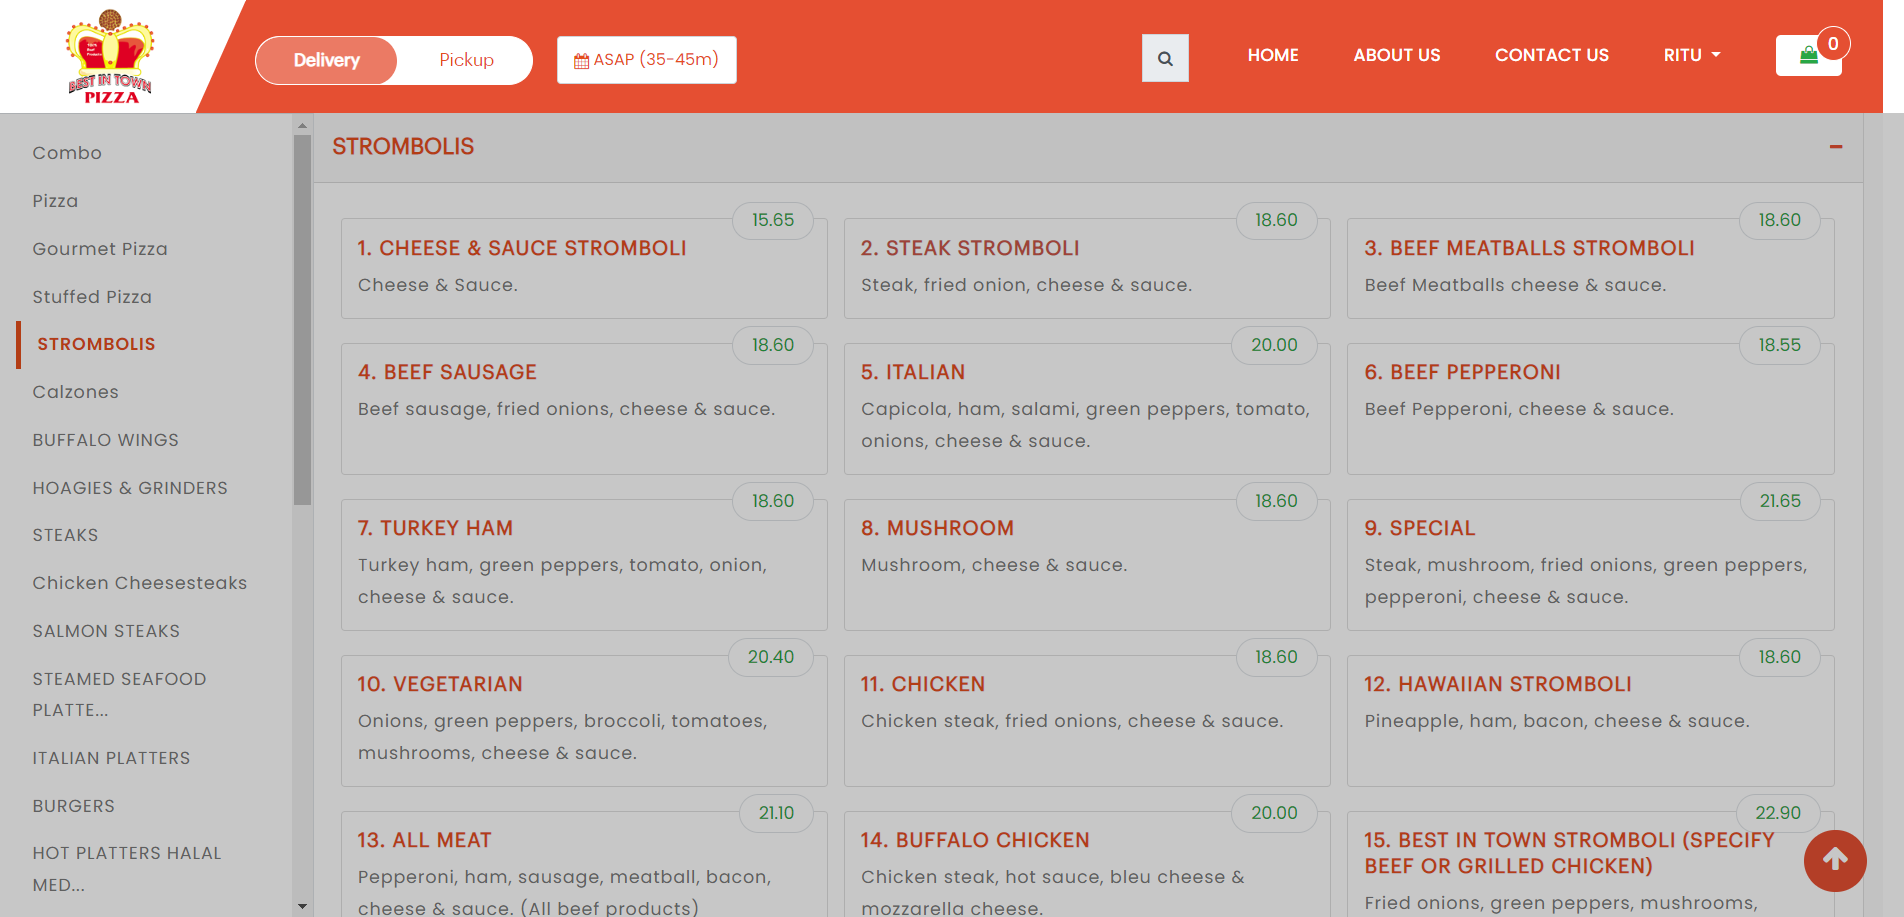 BEST IN TOWN
PIZZA
Delivery
Pickup
ASAP (35-45m)
HOME
ABOUT US
CONTACT US
RITU
0
Combo
Pizza
Gourmet Pizza
Stuffed Pizza
STROMBOLIS
Calzones
BUFFALO WINGS
HOAGIES & GRINDERS
STEAKS
Chicken Cheesesteaks
SALMON STEAKS
STEAMED SEAFOOD
PLATTE...
ITALIAN PLATTERS
BURGERS
HOT PLATTERS HALAL
MED...
STROMBOLIS
15.65
1. CHEESE & SAUCE STROMBOLI
Cheese & Sauce.
18.60
2. STEAK STROMBOLI
Steak, fried onion, cheese & sauce.
18.60
3. BEEF MEATBALLS STROMBOLI
Beef Meatballs cheese & sauce.
18.60
4. BEEF SAUSAGE
Beef sausage, fried onions, cheese & sauce.
20.00
5. ITALIAN
Capicola, ham, salami, green peppers, tomato,
onions, cheese & sauce.
18.55
6. BEEF PEPPERONI
Beef Pepperoni, cheese & sauce.
18.60
7. TURKEY HAM
Turkey ham, green peppers, tomato, onion,
cheese & sauce.
18.60
8. MUSHROOM
Mushroom, cheese & sauce.
21.65
9. SPECIAL
Steak, mushroom, fried onions, green peppers,
pepperoni, cheese & sauce.
20.40
10. VEGETARIAN
Onions, green peppers, broccoli, tomatoes,
mushrooms, cheese & sauce.
18.60
11. CHICKEN
Chicken steak, fried onions, cheese & sauce.
18.60
12. HAWAIIAN STROMBOLI
Pineapple, ham, bacon, cheese & sauce.
21.10
13. ALL MEAT
Pepperoni, ham, sausage, meatball, bacon,
cheese & sauce. (All beef products)
20.00
14. BUFFALO CHICKEN
Chicken steak, hot sauce, bleu cheese &
mozzarella cheese.
22.90
15. BEST IN TOWN STROMBOLI (SPECIFY
BEEF OR GRILLED CHICKEN)
Fried onions, green peppers, mushrooms,